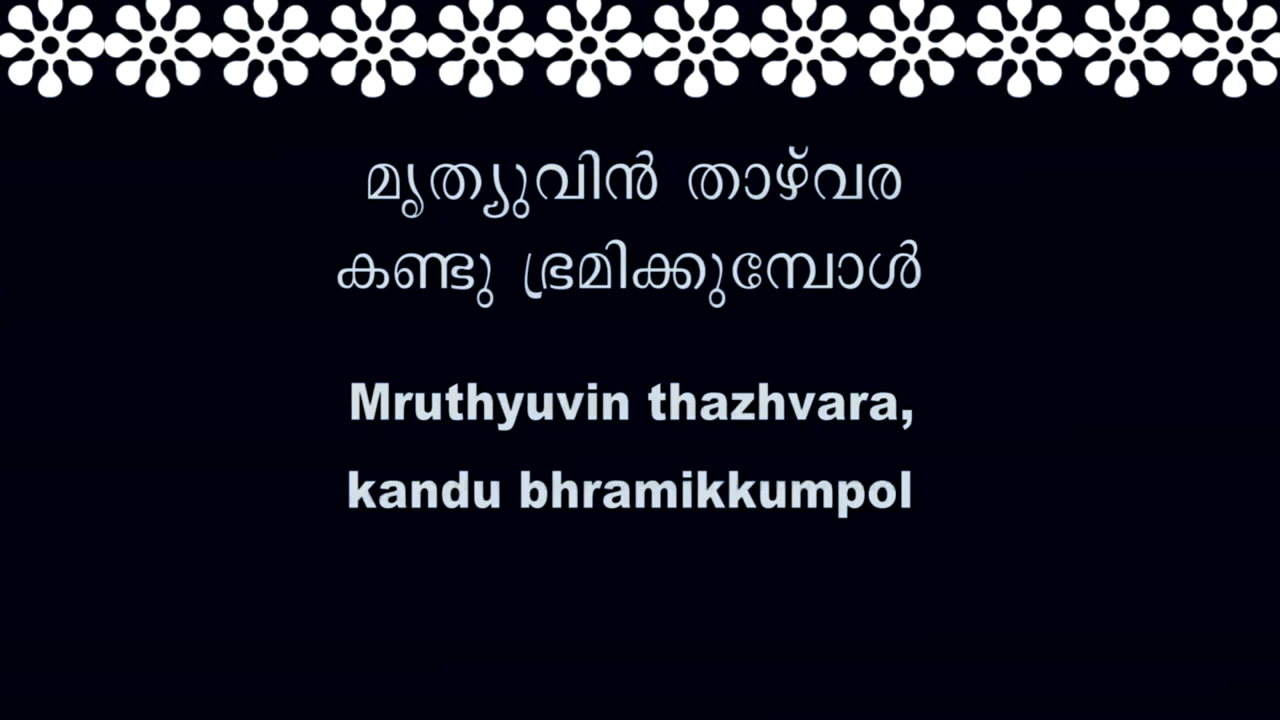 മൃത്യുവിൻ താഴ്വര
കണ്ടു ഭ്രമിക്കുമ്പോൾ
Mruthyuvin thazhvara,
kandu bhramikkumpol